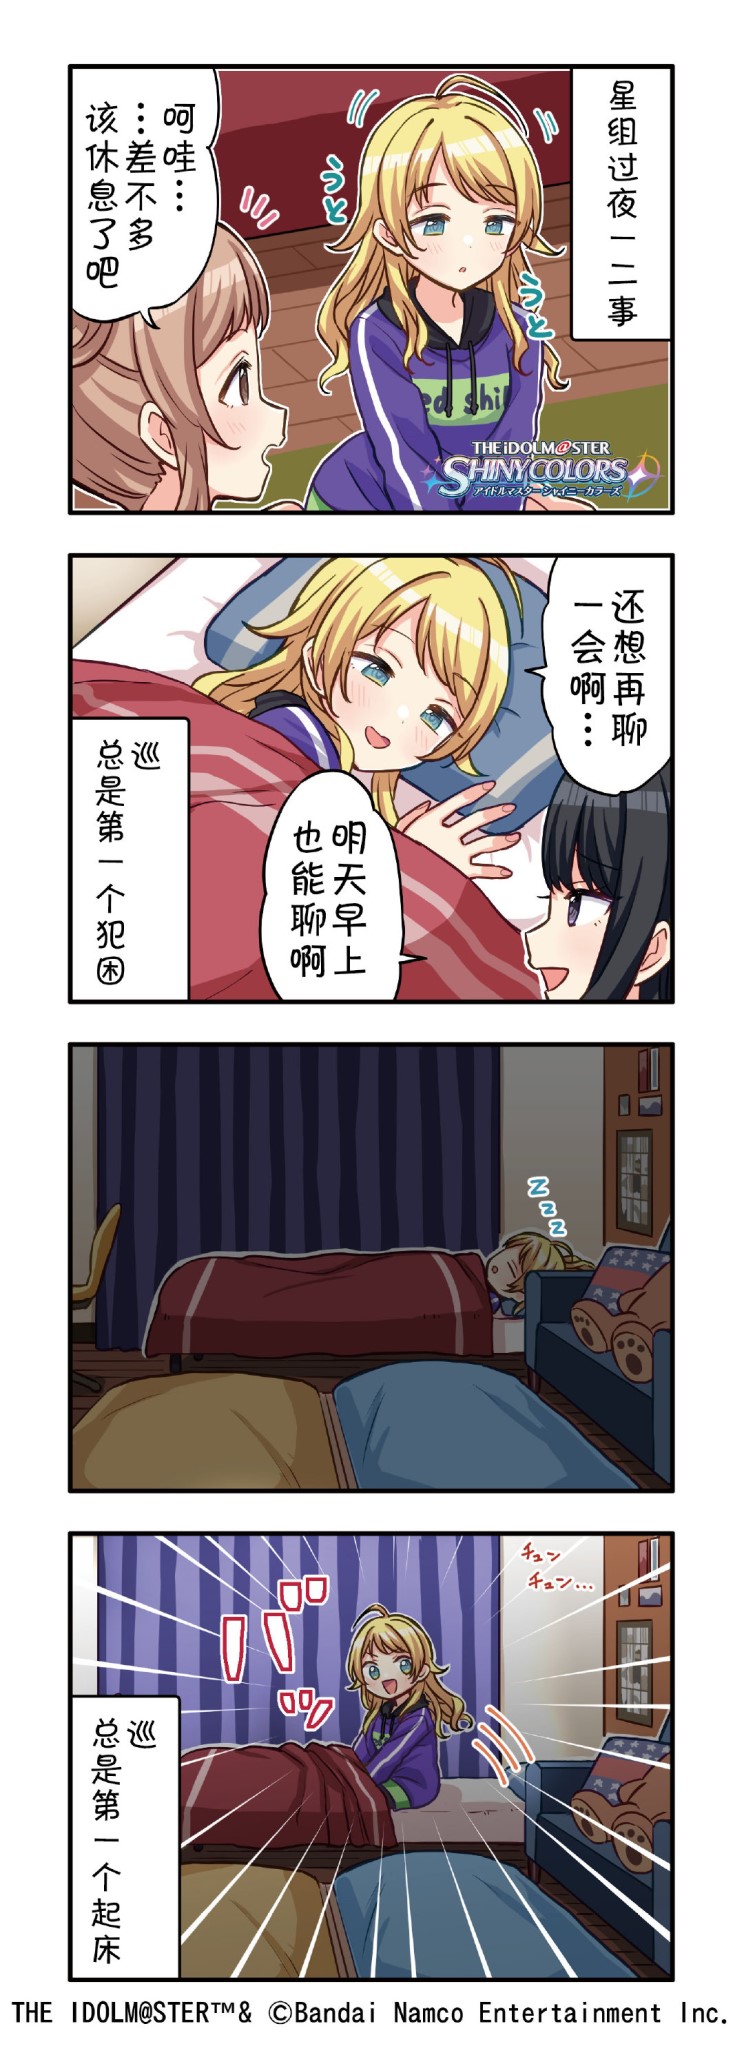 星组过夜一二事
呵哇…
…差不多
该休息了吧
うと
うと
ed shi
THE iDOLM@STER
SHINY COLORS
アイドルマスター シャイニーカラーズ
还想再聊
一会啊…
明天早上
也能聊啊
巡
总是第一个犯困
z
z
z
チュン
チュン…
ガバッ
!!
巡
总是第一个起床
THE IDOLM@STER™& ©Bandai Namco Entertainment Inc.